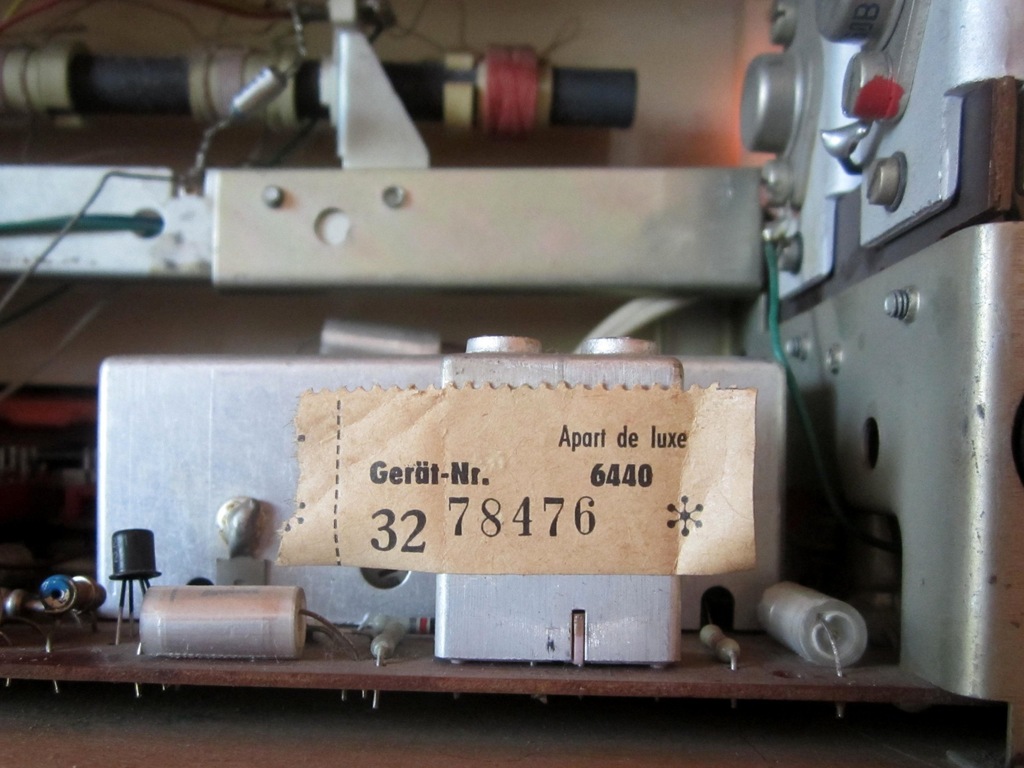 Apart de luxe
Gerät-Nr. 6440
32 78476 *